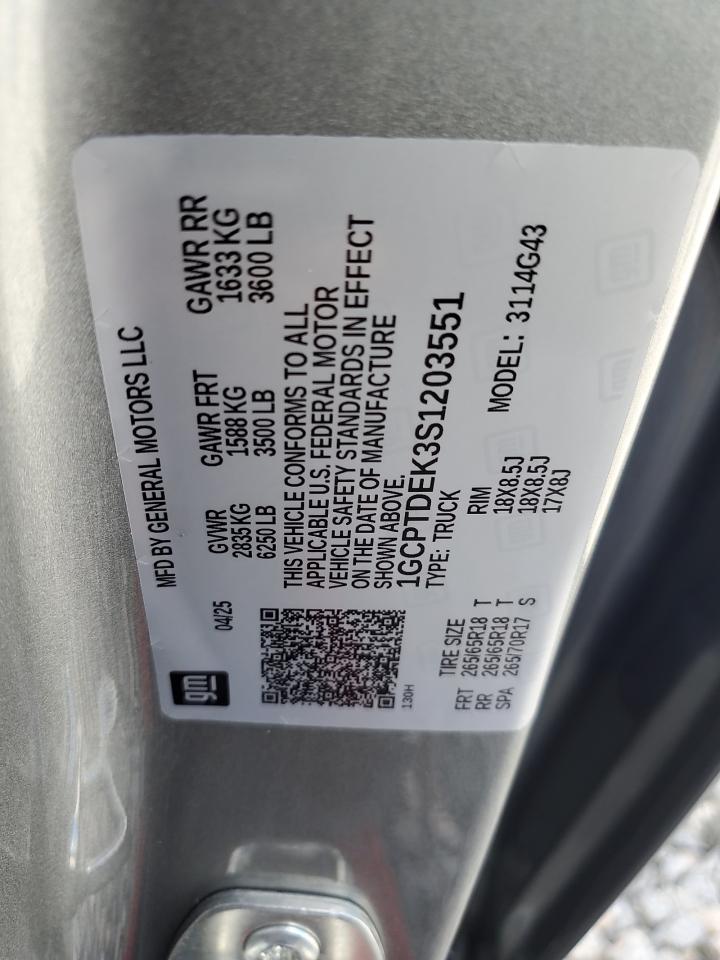 gm
MFD BY GENERAL MOTORS LLC
04/25
GVWR GAWR FRT GAWR RR
2835 KG 1588 KG 1633 KG
6250 LB 3500 LB 3600 LB
THIS VEHICLE CONFORMS TO ALL
APPLICABLE U.S. FEDERAL MOTOR
VEHICLE SAFETY STANDARDS IN EFFECT
ON THE DATE OF MANUFACTURE
SHOWN ABOVE.
1GCPTDEK3S1203551
TYPE: TRUCK
130H
TIRE SIZE RIM MODEL: 3114G43
FRT 265/65R18 T 18X8.5J
RR 265/65R18 T 18X8.5J
SPA 265/70R17 S 17X8J